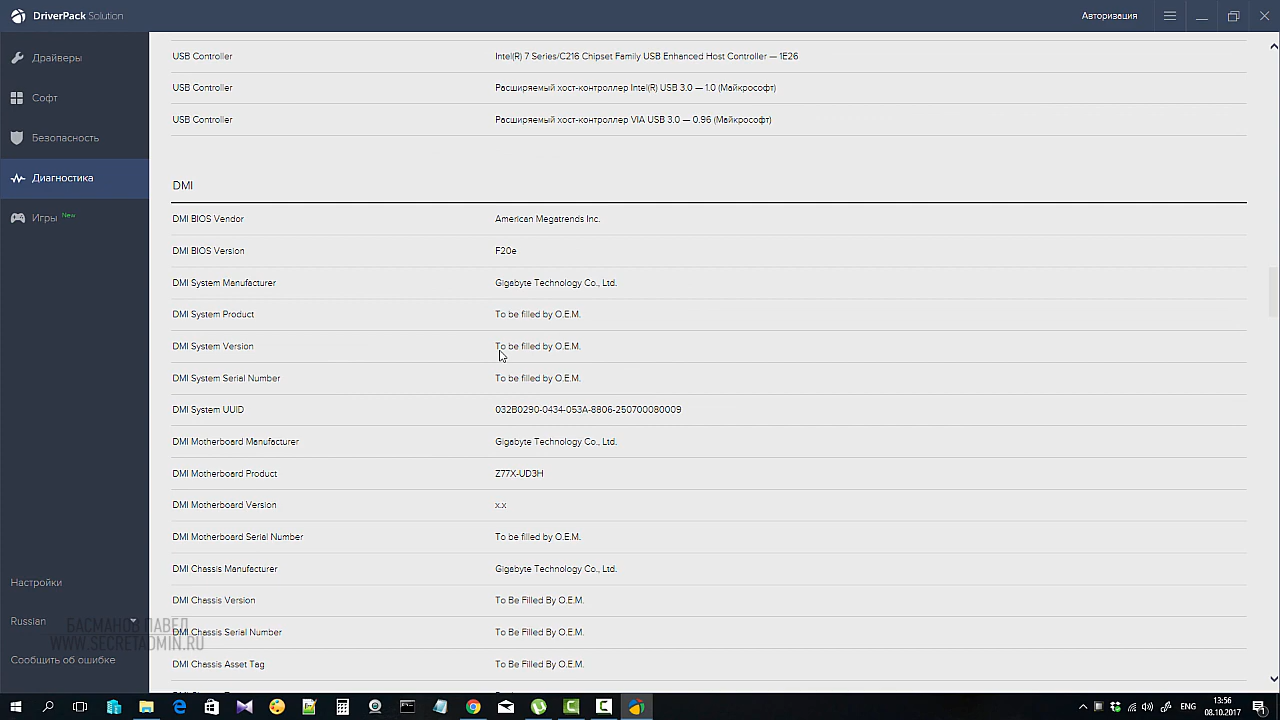 DriverPack Solution
Авторизация
Драйверы
Софт
Безопасность
Диагностика
Игры New
Настройки
Russian
Сообщить об ошибке
БАСМАНОВ ПАВЕЛ
WWW.SECRETADMIN.RU
USB Controller Intel(R) 7 Series/C216 Chipset Family USB Enhanced Host Controller — 1E26
USB Controller Расширяемый хост-контроллер Intel(R) USB 3.0 — 1.0 (Майкрософт)
USB Controller Расширяемый хост-контроллер VIA USB 3.0 — 0.96 (Майкрософт)
DMI
DMI BIOS Vendor American Megatrends Inc.
DMI BIOS Version F20e
DMI System Manufacturer Gigabyte Technology Co., Ltd.
DMI System Product To be filled by O.E.M.
DMI System Version To be filled by O.E.M.
DMI System Serial Number To be filled by O.E.M.
DMI System UUID 032B0290-0434-053A-8806-250700080009
DMI Motherboard Manufacturer Gigabyte Technology Co., Ltd.
DMI Motherboard Product Z77X-UD3H
DMI Motherboard Version x.x
DMI Motherboard Serial Number To be filled by O.E.M.
DMI Chassis Manufacturer Gigabyte Technology Co., Ltd.
DMI Chassis Version To Be Filled By O.E.M.
DMI Chassis Serial Number To Be Filled By O.E.M.
DMI Chassis Asset Tag To Be Filled By O.E.M.
ENG
13:56
08.10.2017